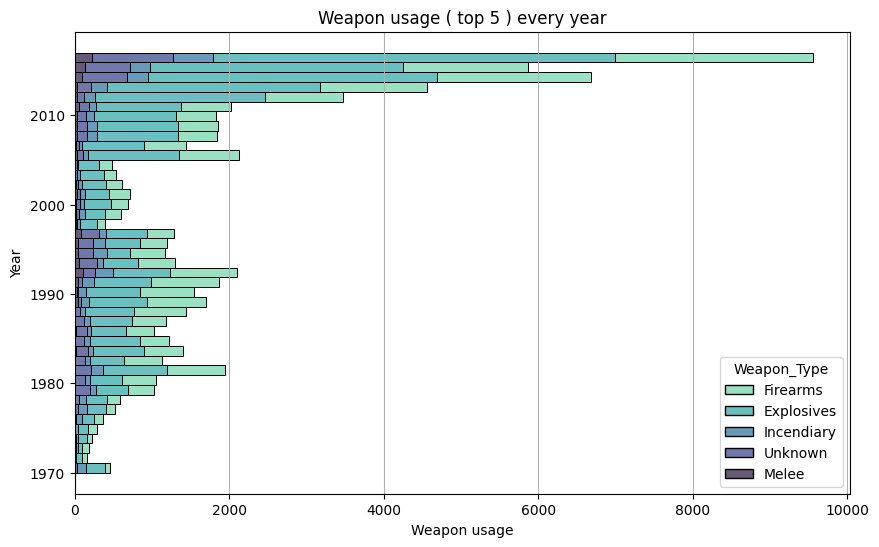 Weapon usage ( top 5 ) every year
Year
2010
2000
1990
1980
1970
Weapon_Type
Firearms
Explosives
Incendiary
Unknown
Melee
0
2000
4000
6000
8000
10000
Weapon usage